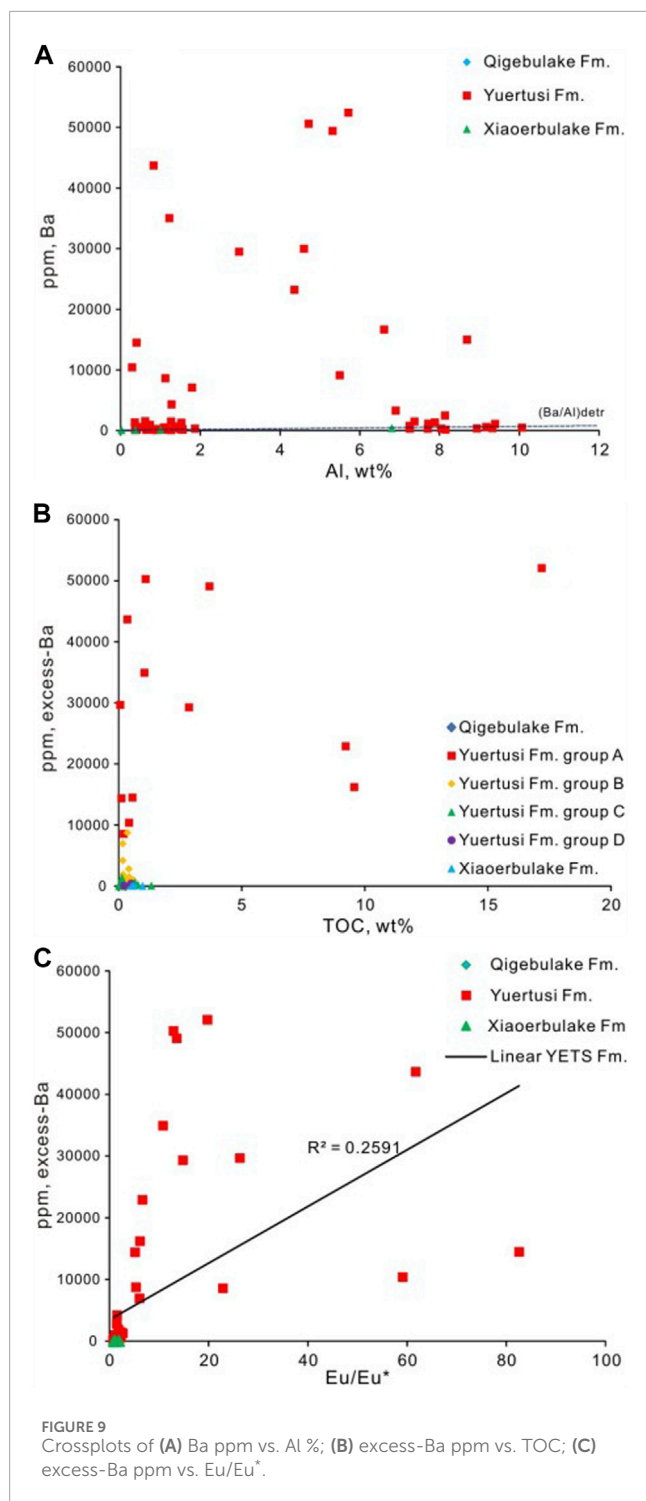 A
60000
50000
40000
30000
20000
10000
0
ppm, Ba
Qigebulake Fm.
Yuertusi Fm.
Xiaoerbulake Fm.
(Ba/Al)detr
0 2 4 6 8 10 12
Al, wt%
B
60000
50000
40000
30000
20000
10000
0
ppm, excess-Ba
Qigebulake Fm.
Yuertusi Fm. group A
Yuertusi Fm. group B
Yuertusi Fm. group C
Yuertusi Fm. group D
Xiaoerbulake Fm.
0 5 10 15 20
TOC, wt%
C
60000
50000
40000
30000
20000
10000
0
ppm, excess-Ba
Qigebulake Fm.
Yuertusi Fm.
Xiaoerbulake Fm
Linear YETS Fm.
R² = 0.2591
0 20 40 60 80 100
Eu/Eu*
FIGURE 9
Crossplots of (A) Ba ppm vs. Al %; (B) excess-Ba ppm vs. TOC; (C)
excess-Ba ppm vs. Eu/Eu*.